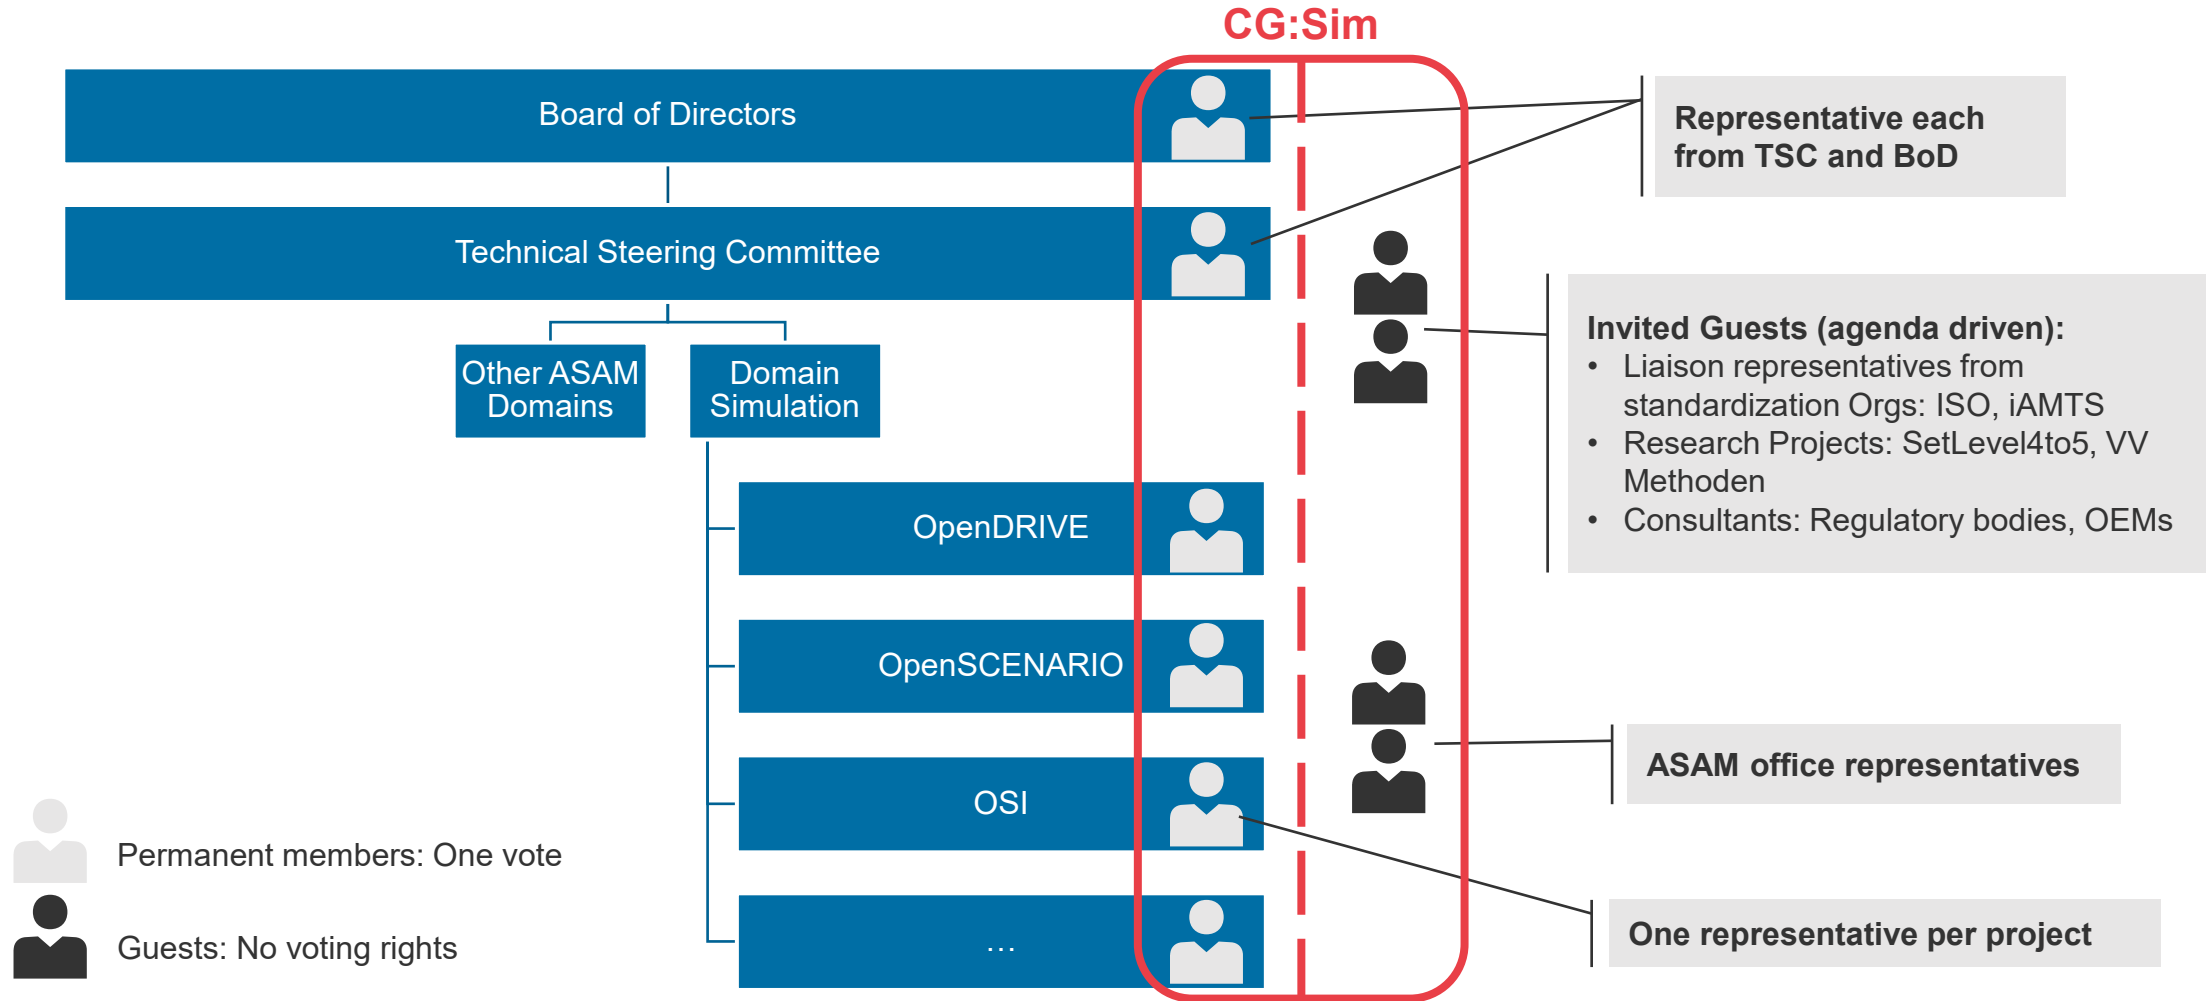 CG:Sim
Board of Directors
Representative each
from TSC and BoD
Technical Steering Committee
Other ASAM
Domains
Domain
Simulation
Invited Guests (agenda driven):
• Liaison representatives from
standardization Orgs: ISO, iAMTS
• Research Projects: SetLevel4to5, VV
Methoden
• Consultants: Regulatory bodies, OEMs
OpenDRIVE
OpenSCENARIO
ASAM office representatives
OSI
Permanent members: One vote
One representative per project
...
Guests: No voting rights